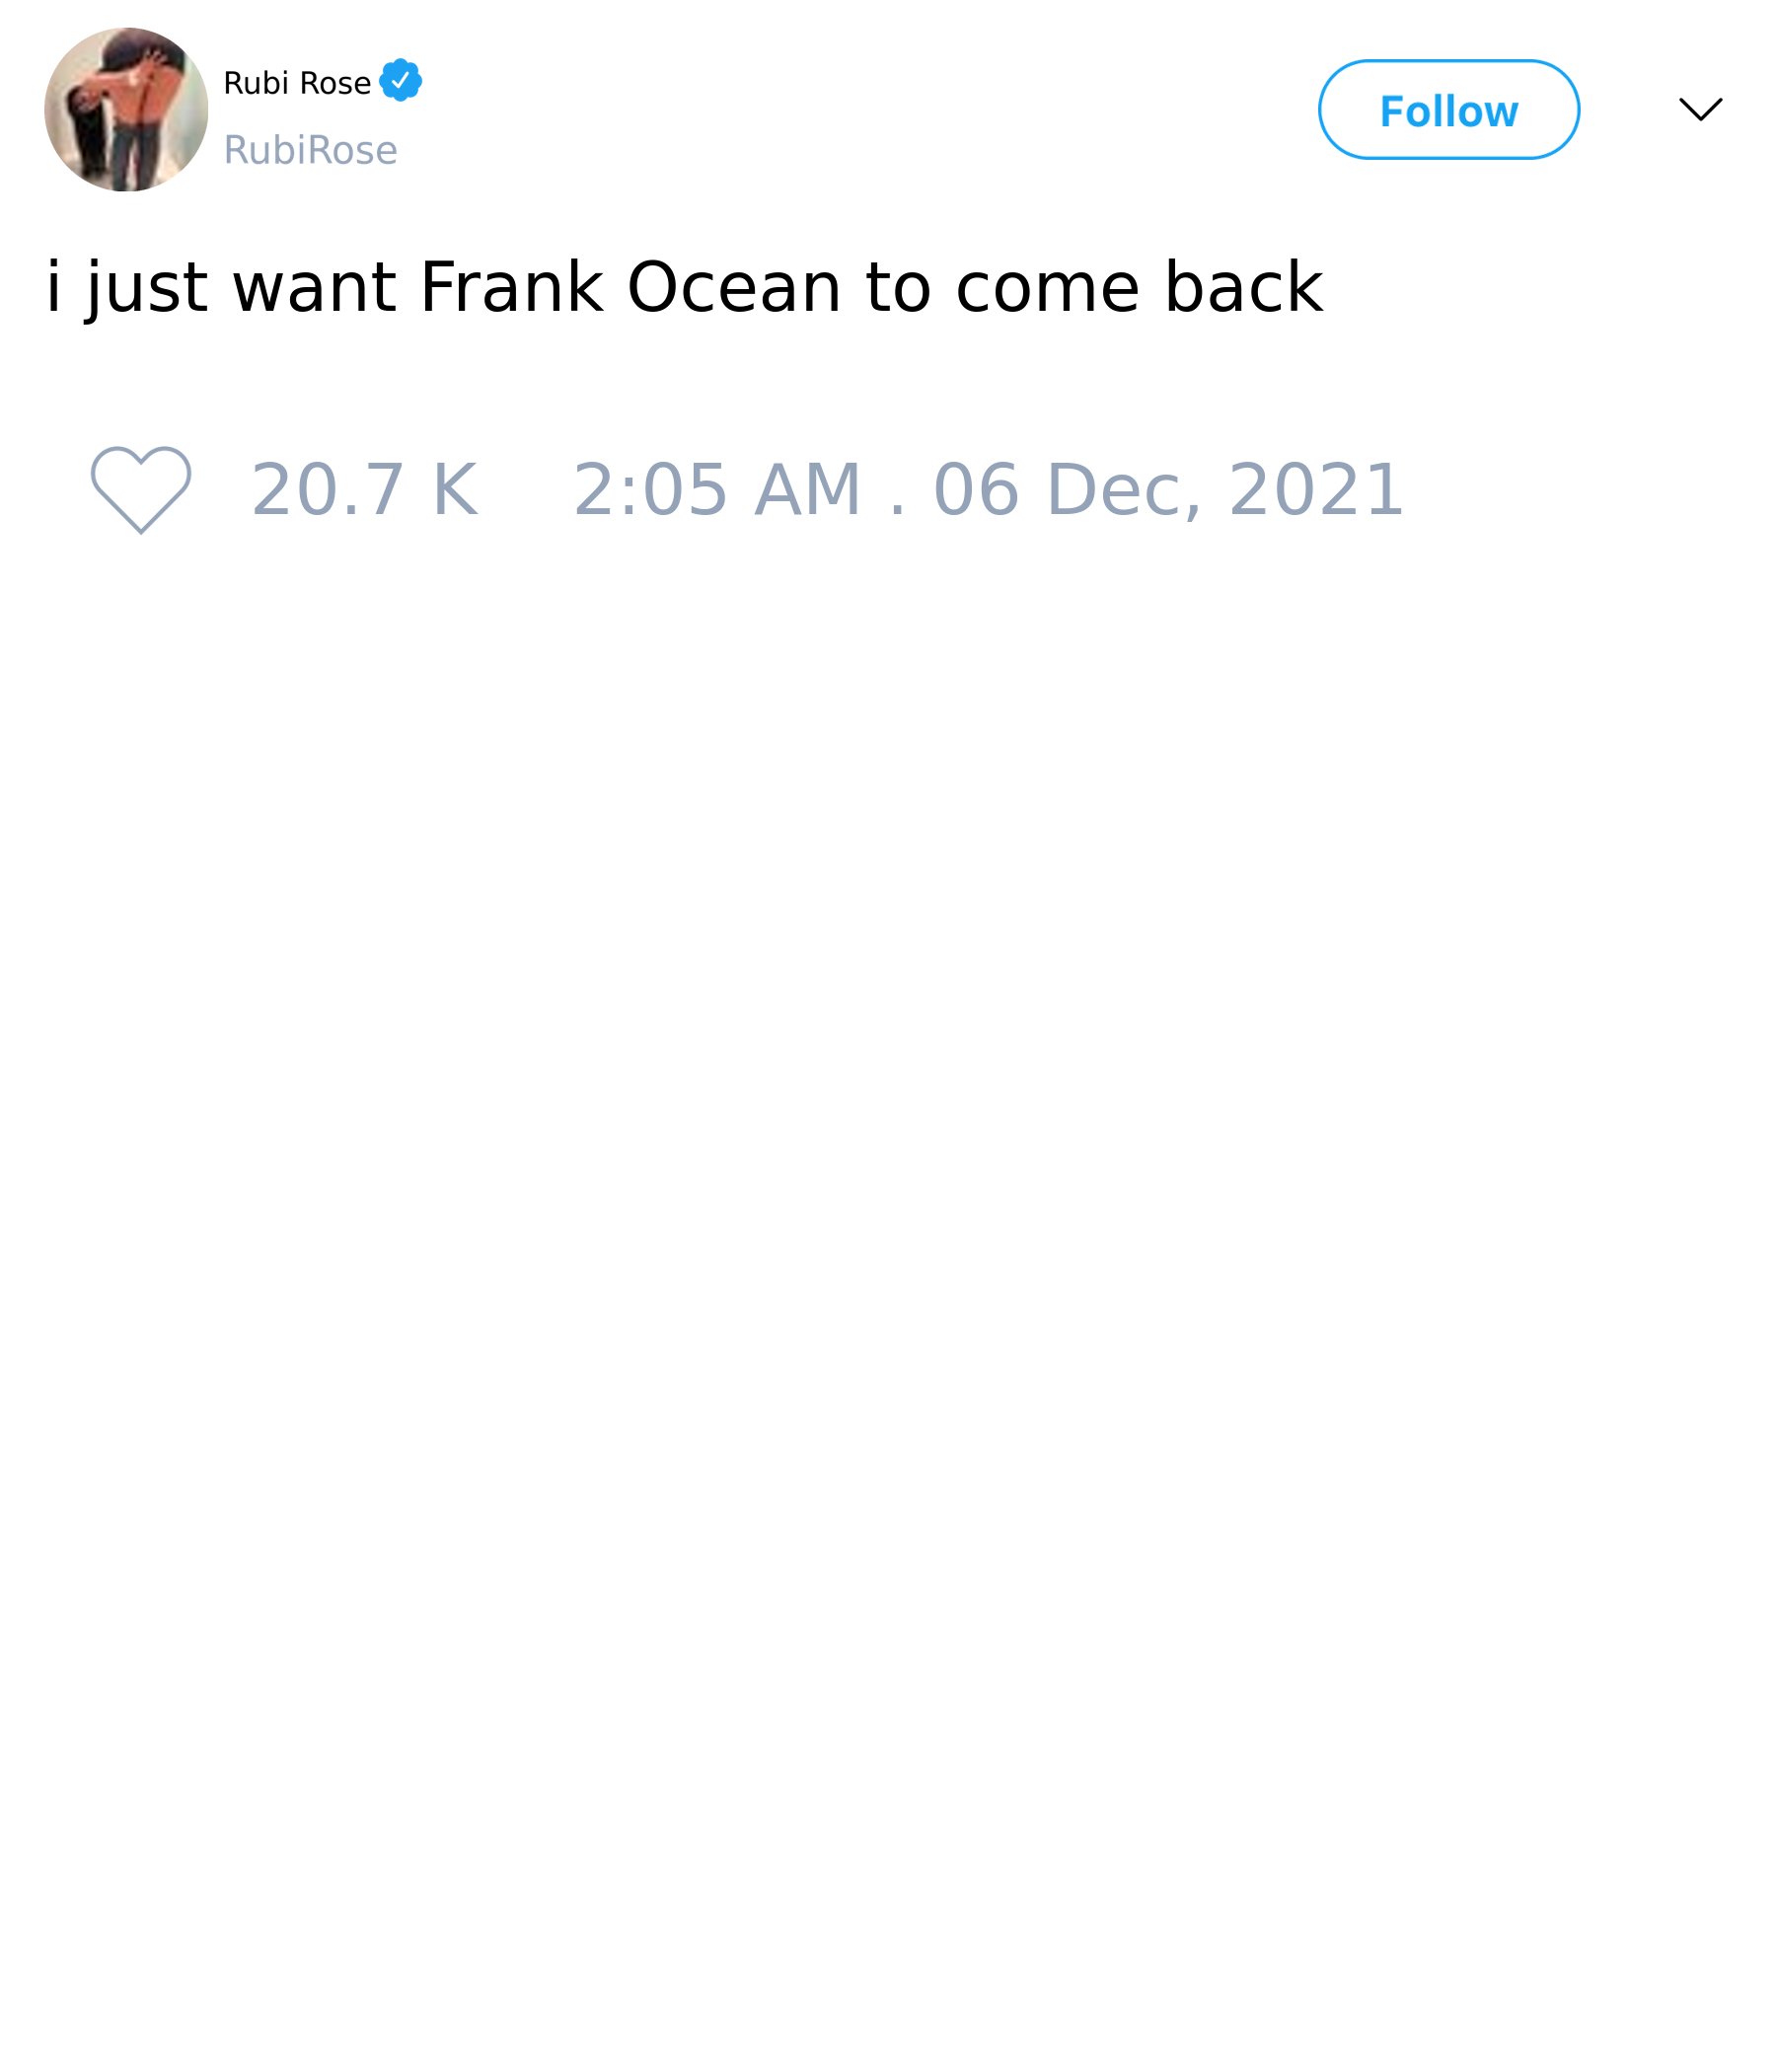 Rubi Rose
RubiRose
Follow
i just want Frank Ocean to come back
20.7 K 2:05 AM . 06 Dec, 2021